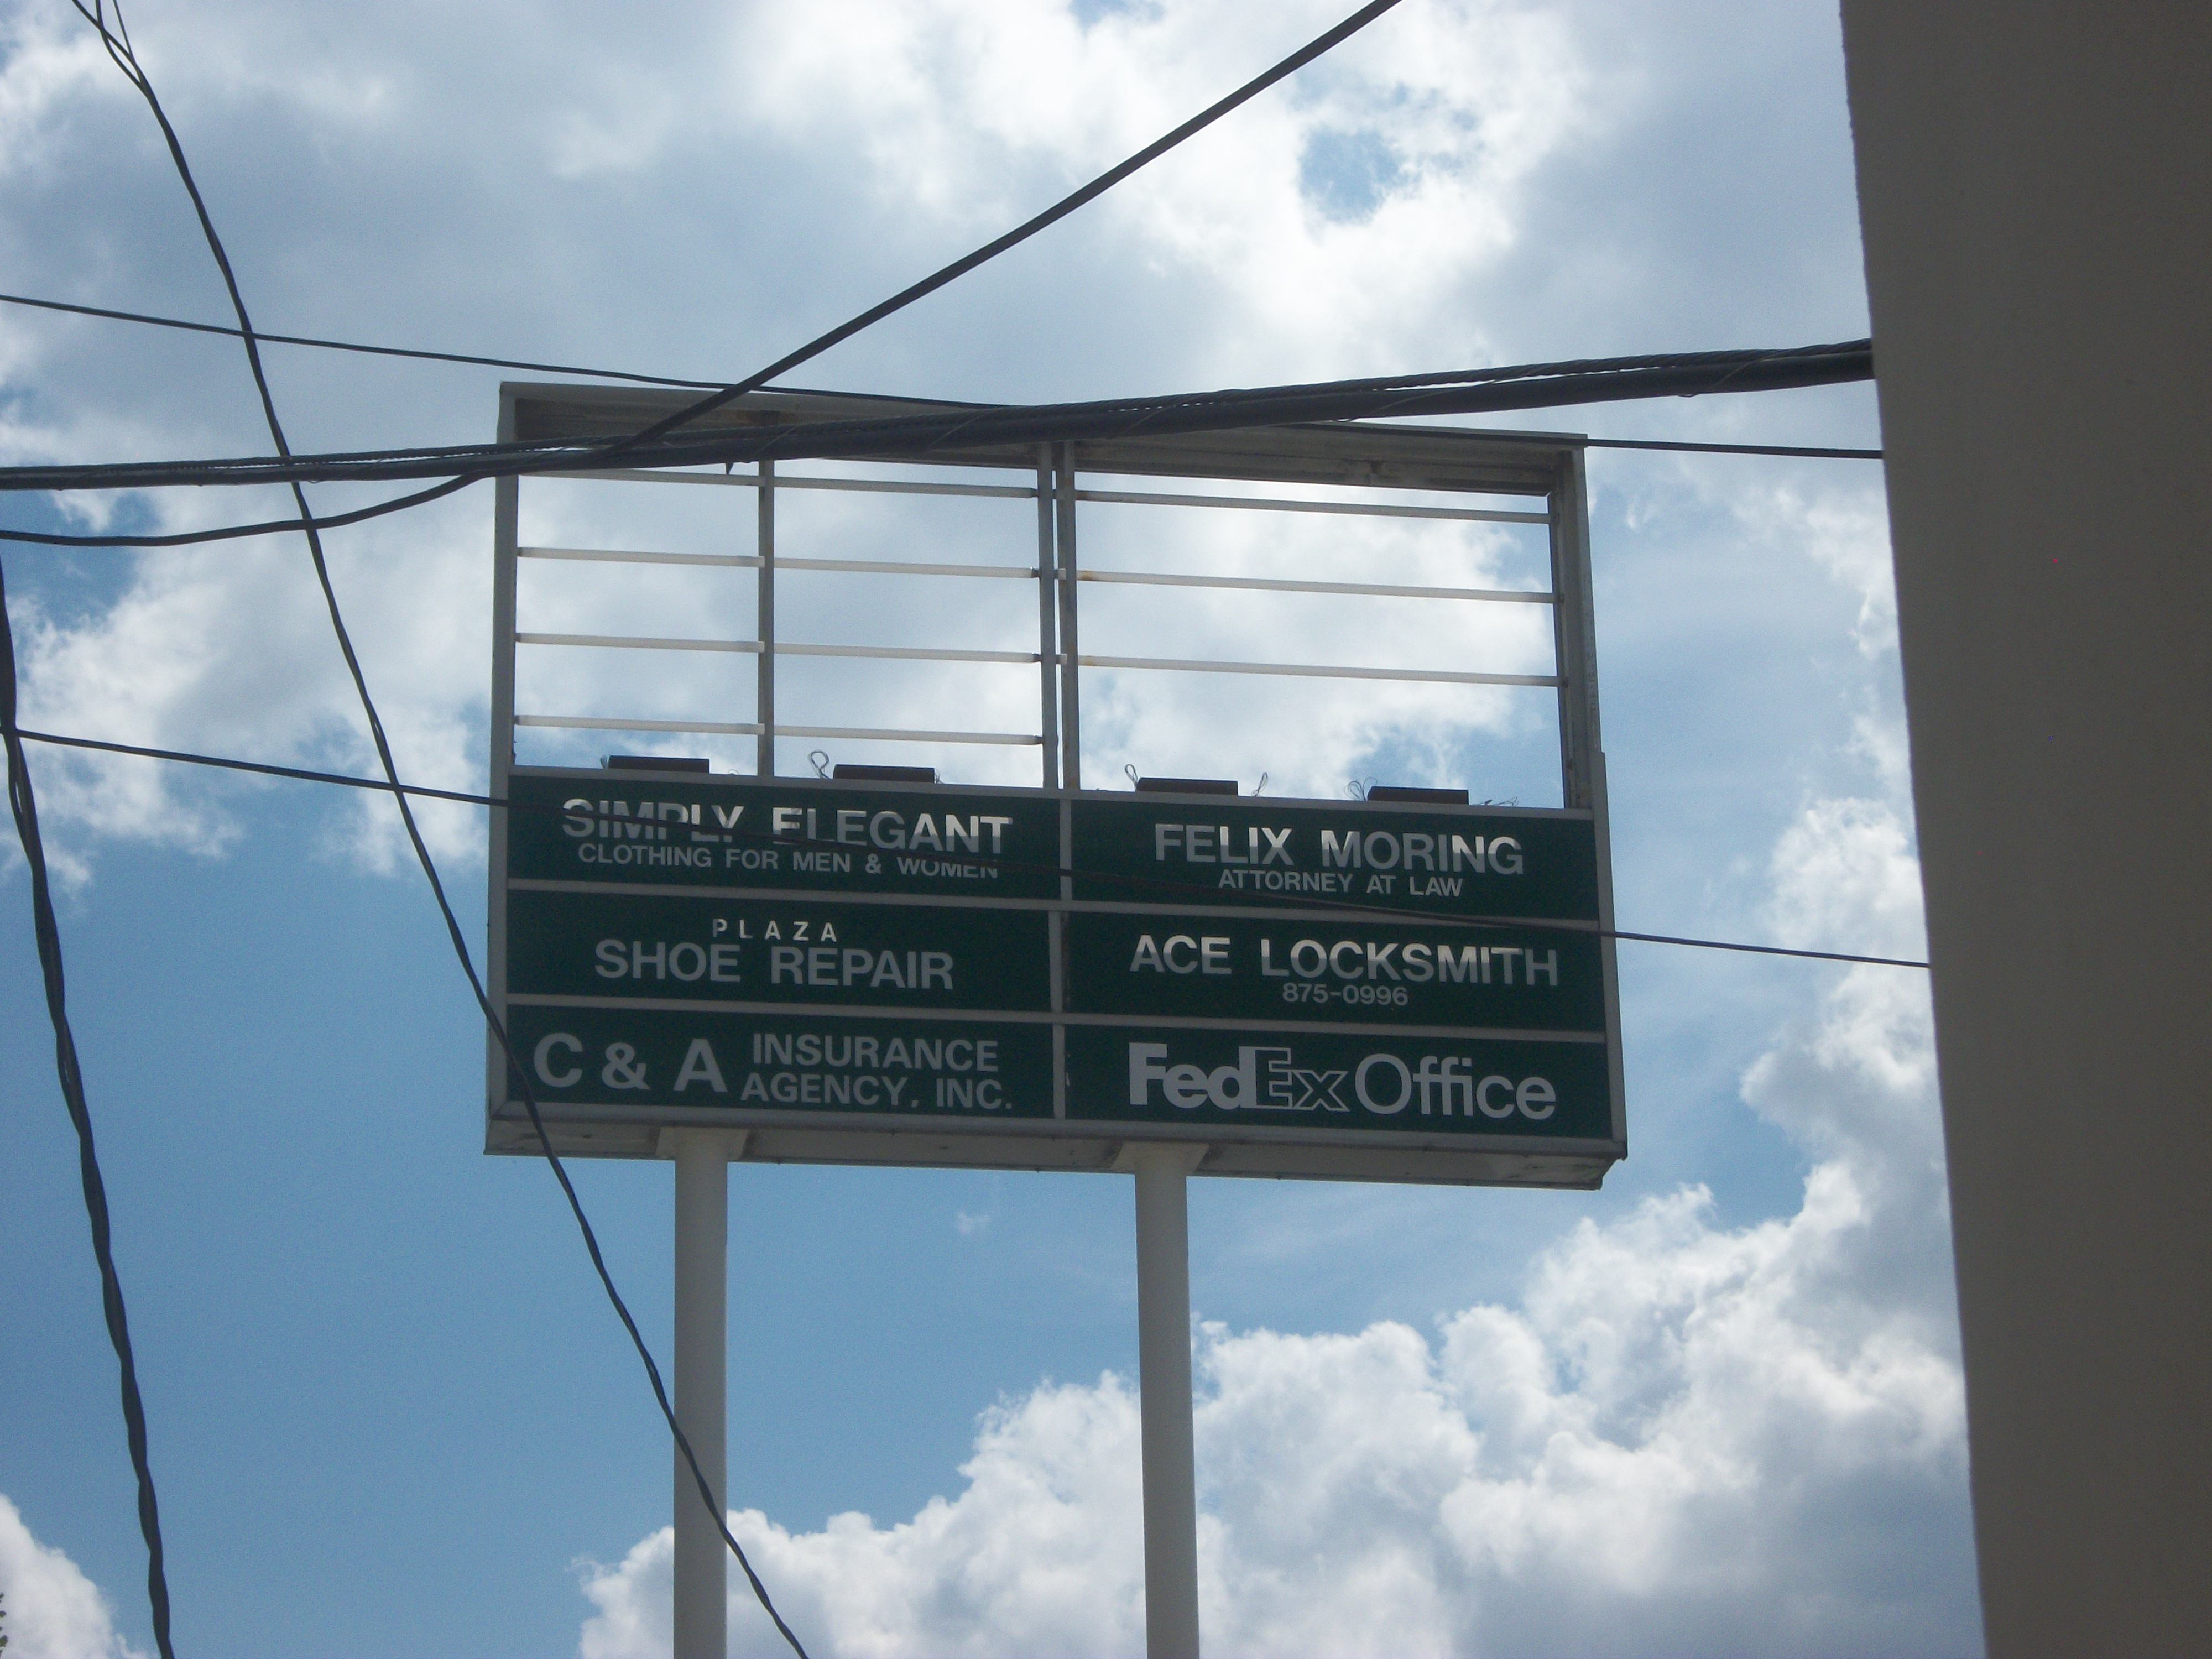 SIMPLY ELEGANT
CLOTHING FOR MEN & WOMEN
FELIX MORING
ATTORNEY AT LAW
PLAZA
SHOE REPAIR
ACE LOCKSMITH
875-0996
C & A INSURANCE
AGENCY, INC.
FedEx Office